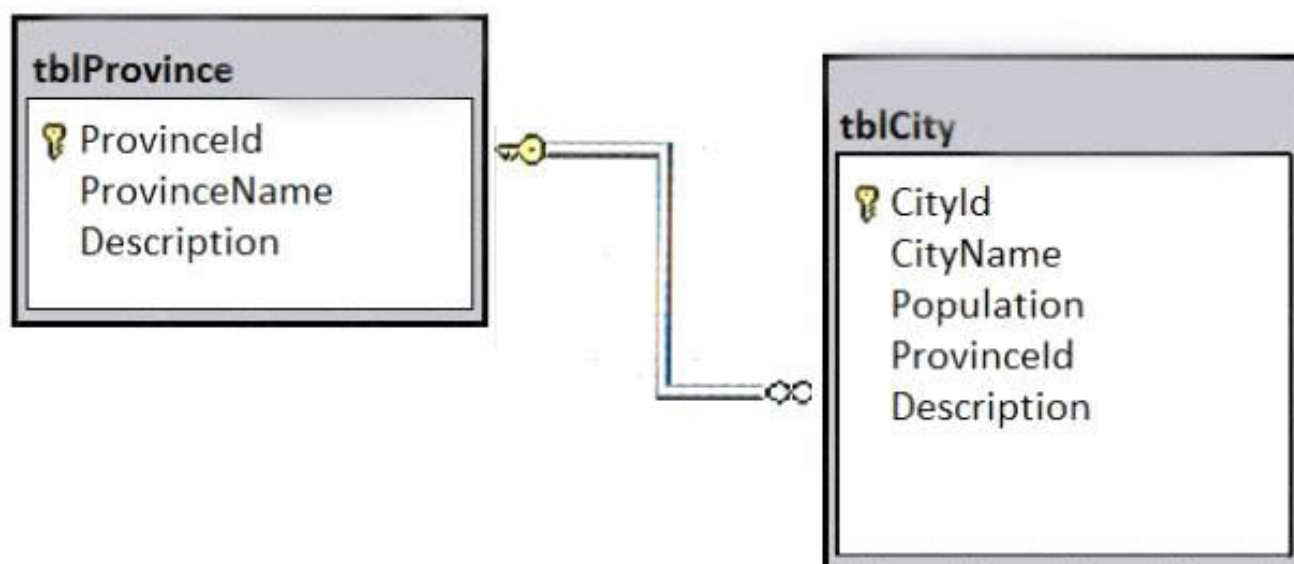 tblProvince
ProvinceId
ProvinceName
Description
tblCity
CityId
CityName
Population
ProvinceId
Description